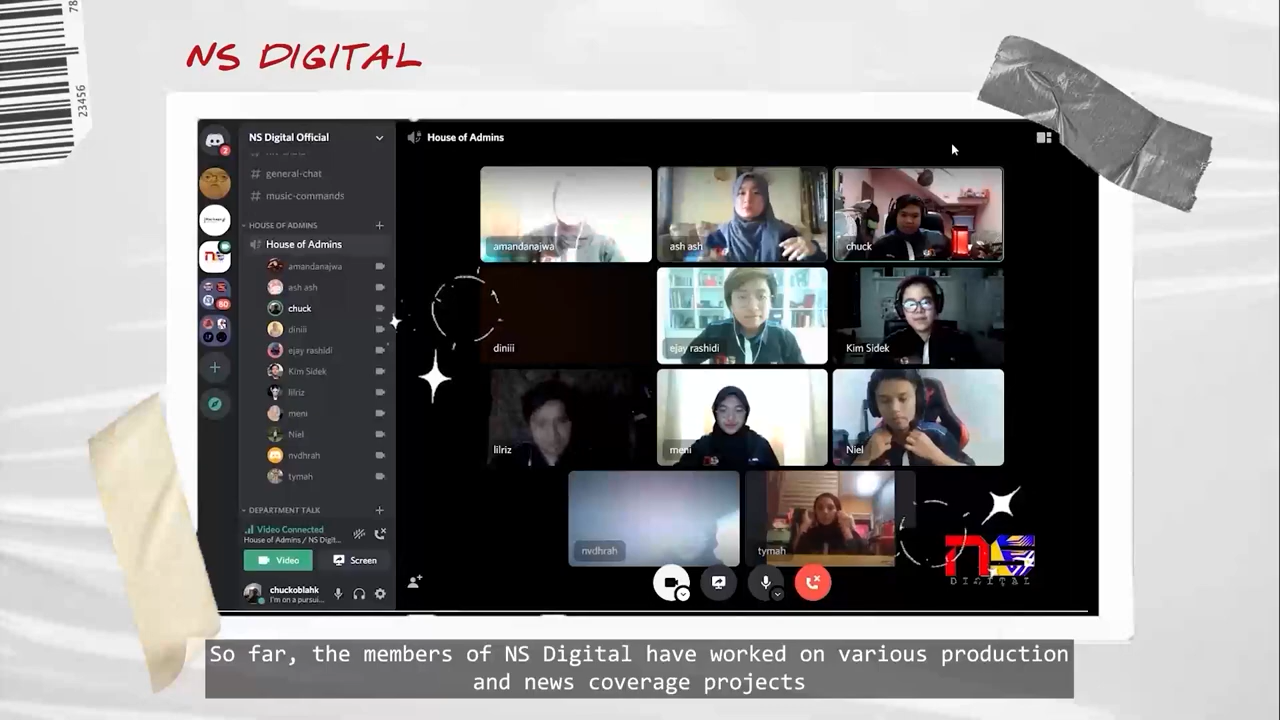 78
23456
NS DIGITAL
NS Digital Official
House of Admins
2
general-chat
music-commands
HOUSE OF ADMINS
House of Admins
amandanajwa
ash ash
chuck
diniii
ejay rashidi
Kim Sidek
lilriz
meni
Niel
nvdhrah
tymah
60
DEPARTMENT TALK
Video Connected
House of Admins / NS Digit...
Video
Screen
chuckoblahk
I'm on a pursui...
amandanajwa
ash ash
chuck
diniii
ejay rashidi
Kim Sidek
lilriz
meni
Niel
nvdhrah
tymah
NS
DIGITAL
So far, the members of NS Digital have worked on various production
and news coverage projects